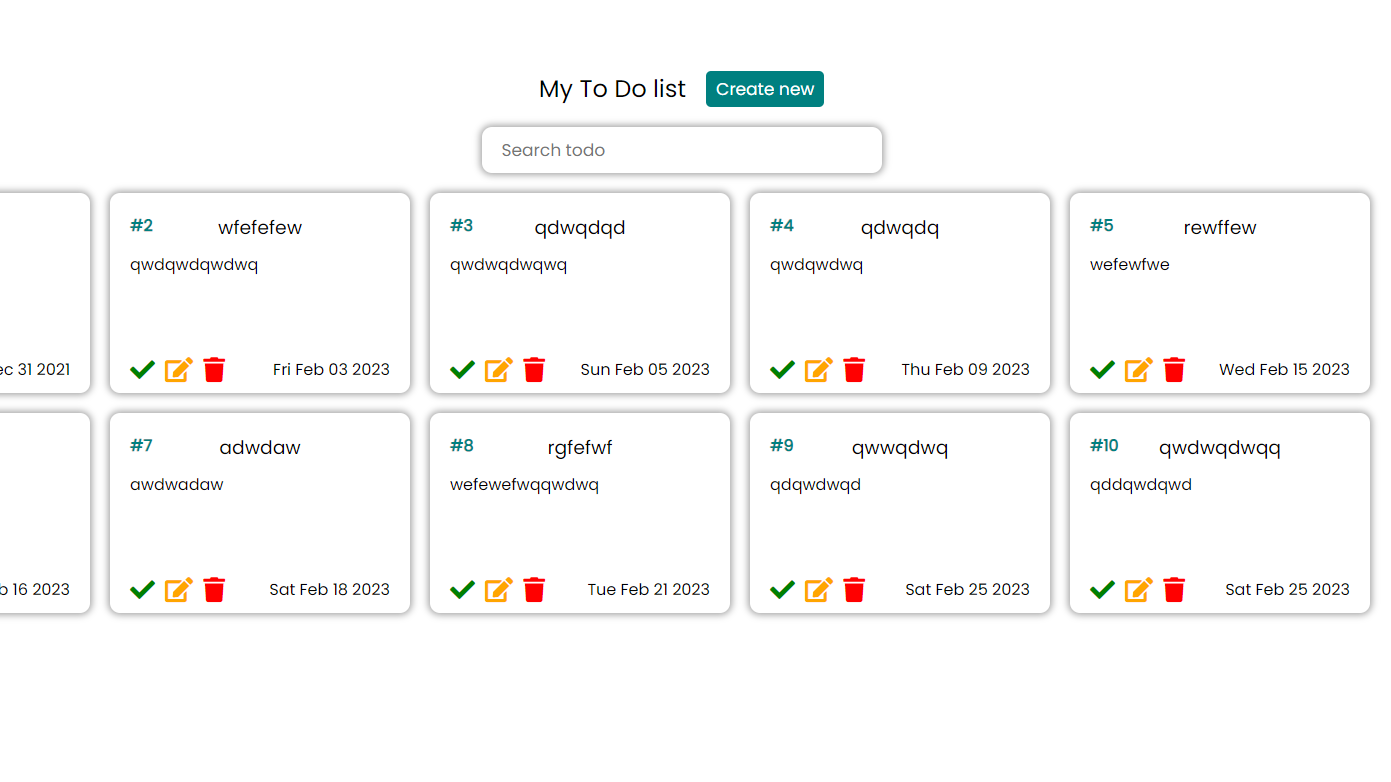 My To Do list Create new
Search todo
31 2021
#2 wfefefew
qwdqwdqwdwq
Fri Feb 03 2023
#3 qdwqdqd
qwdwqdwqwq
Sun Feb 05 2023
#4 qdwqdq
qwdqwdwq
Thu Feb 09 2023
#5 rewffew
wefewfwe
Wed Feb 15 2023
16 2023
#7 adwdaw
awdwadaw
Sat Feb 18 2023
#8 rgfefwf
wefewefwqqwdwq
Tue Feb 21 2023
#9 qwwqdwq
qdqwdwqd
Sat Feb 25 2023
#10 qwdwqdwqq
qddqwdqwd
Sat Feb 25 2023